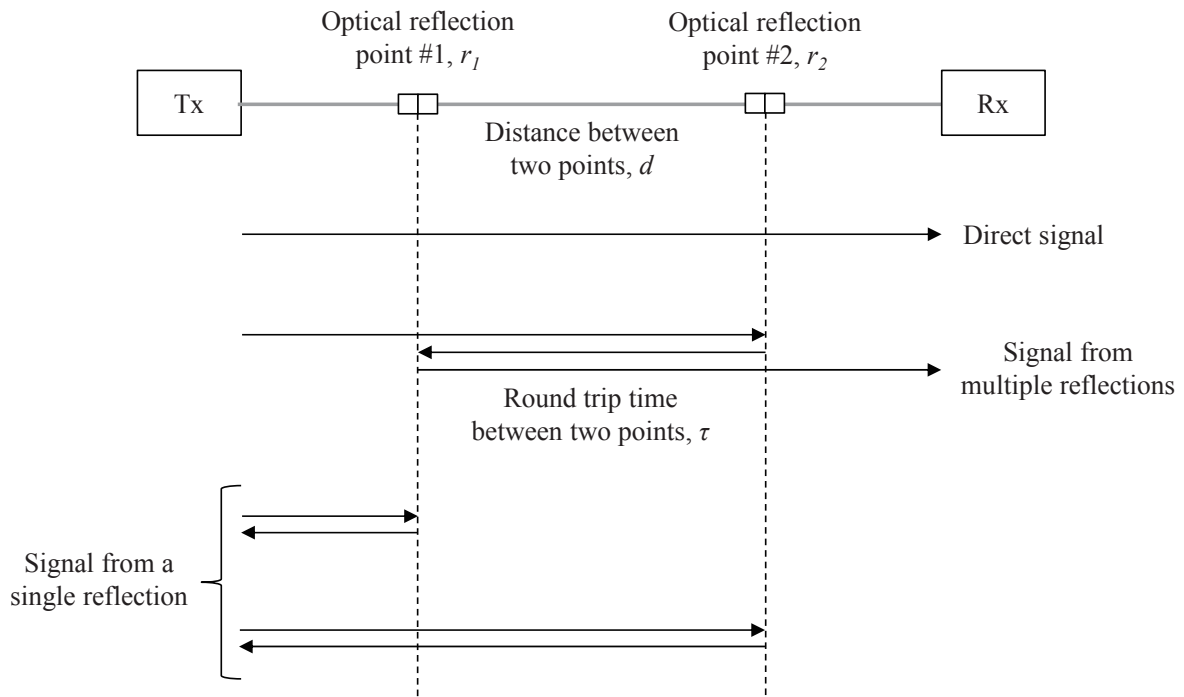 Optical reflection
point #1, r1
Optical reflection
point #2, r2
Tx
Rx
Distance between
two points, d
Direct signal
Signal from
multiple reflections
Round trip time
between two points, τ
Signal from a
single reflection